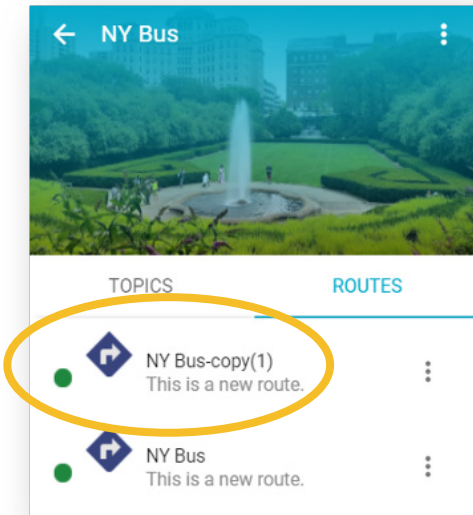 NY Bus
TOPICS ROUTES
NY Bus-copy(1)
This is a new route.
NY Bus
This is a new route.